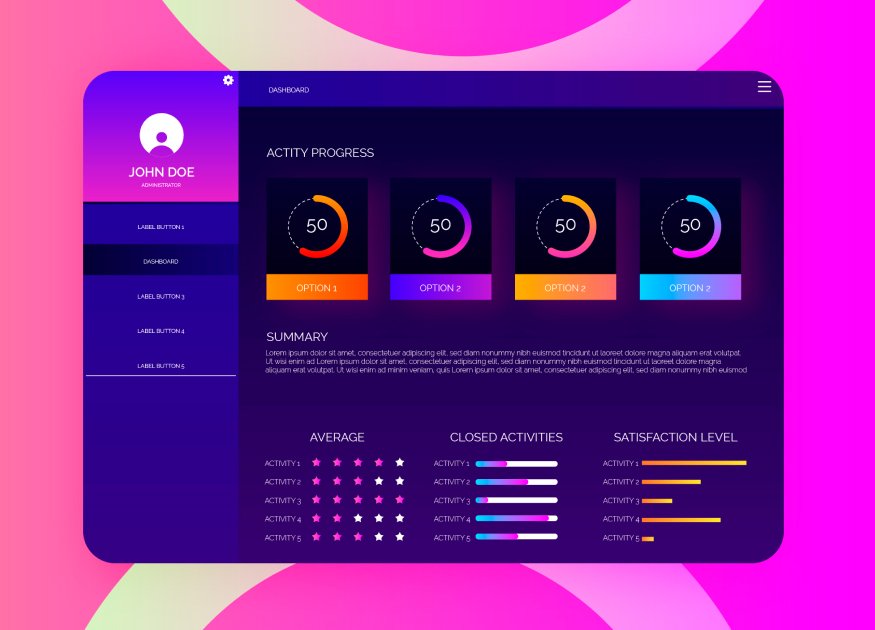 DASHBOARD
JOHN DOE
ADMINISTRATOR
LABEL BUTTON 1
DASHBOARD
LABEL BUTTON 3
LABEL BUTTON 4
LABEL BUTTON 5
ACTITY PROGRESS
50
50
50
50
OPTION 1
OPTION 2
OPTION 2
OPTION 2
SUMMARY
Lorem ipsum dolor sit amet, consectetuer adipiscing elit, sed diam nonummy nibh euismod tincidunt ut laoreet dolore magna aliquam erat volutpat.
Ut wisi enim ad Lorem ipsum dolor sit amet, consectetuer adipiscing elit, sed diam nonummy nibh euismod tincidunt ut laoreet dolore magna
aliquam erat volutpat. Ut wisi enim ad minim veniam, quis Lorem ipsum dolor sit amet, consectetuer adipiscing elit, sed diam nonummy nibh euismod
AVERAGE
ACTIVITY 1
ACTIVITY 2
ACTIVITY 3
ACTIVITY 4
ACTIVITY 5
CLOSED ACTIVITIES
ACTIVITY 1
ACTIVITY 2
ACTIVITY 3
ACTIVITY 4
ACTIVITY 5
SATISFACTION LEVEL
ACTIVITY 1
ACTIVITY 2
ACTIVITY 3
ACTIVITY 4
ACTIVITY 5